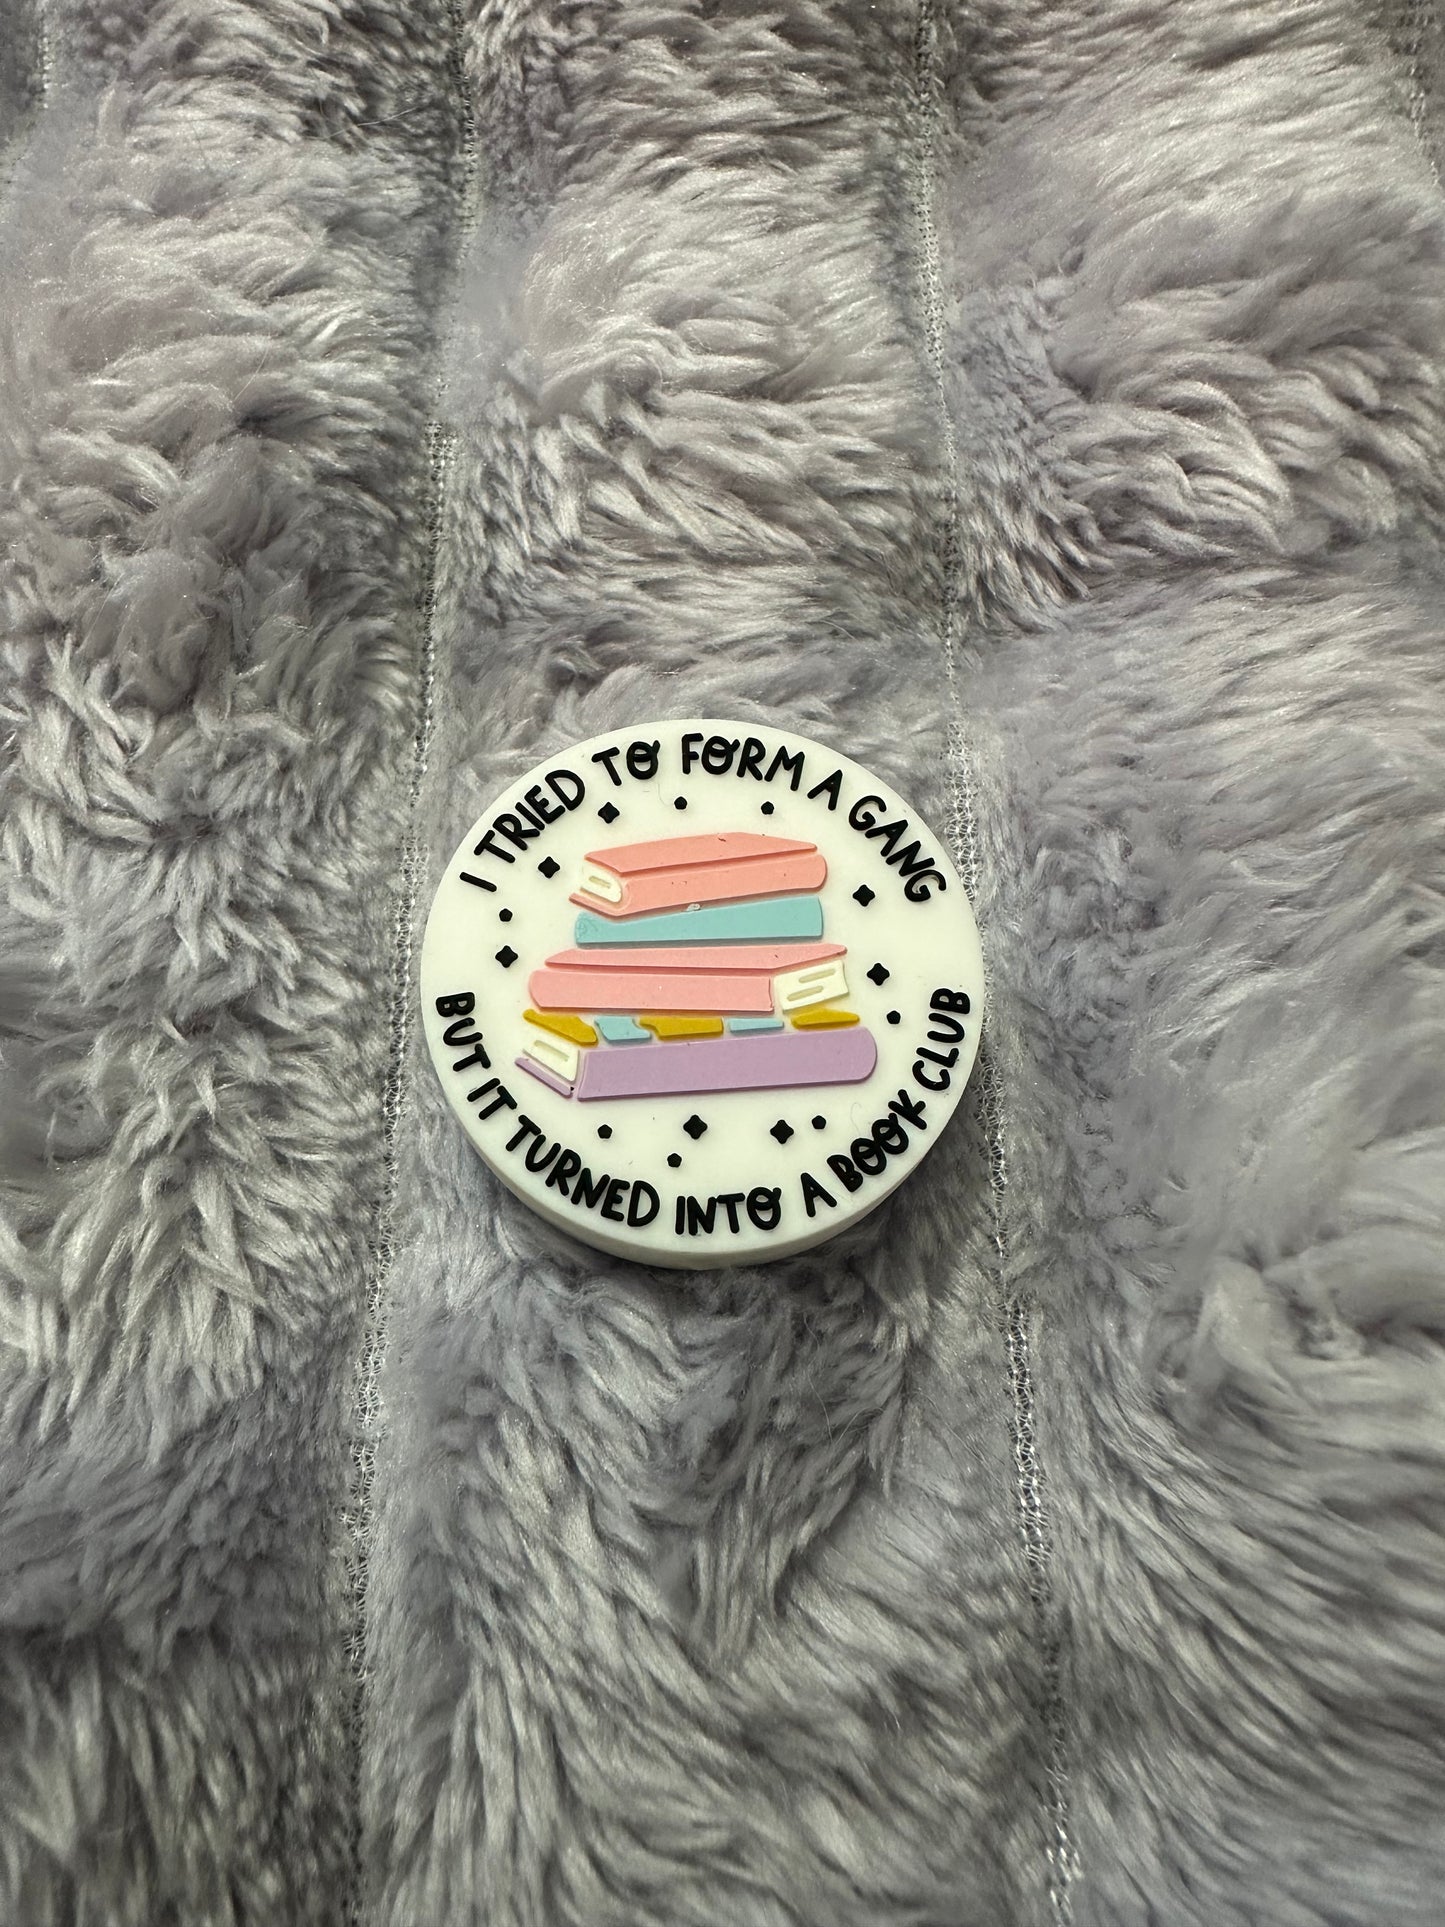 I TRIED TO FORM A GANG
BUT IT TURNED INTO A BOOK CLUB